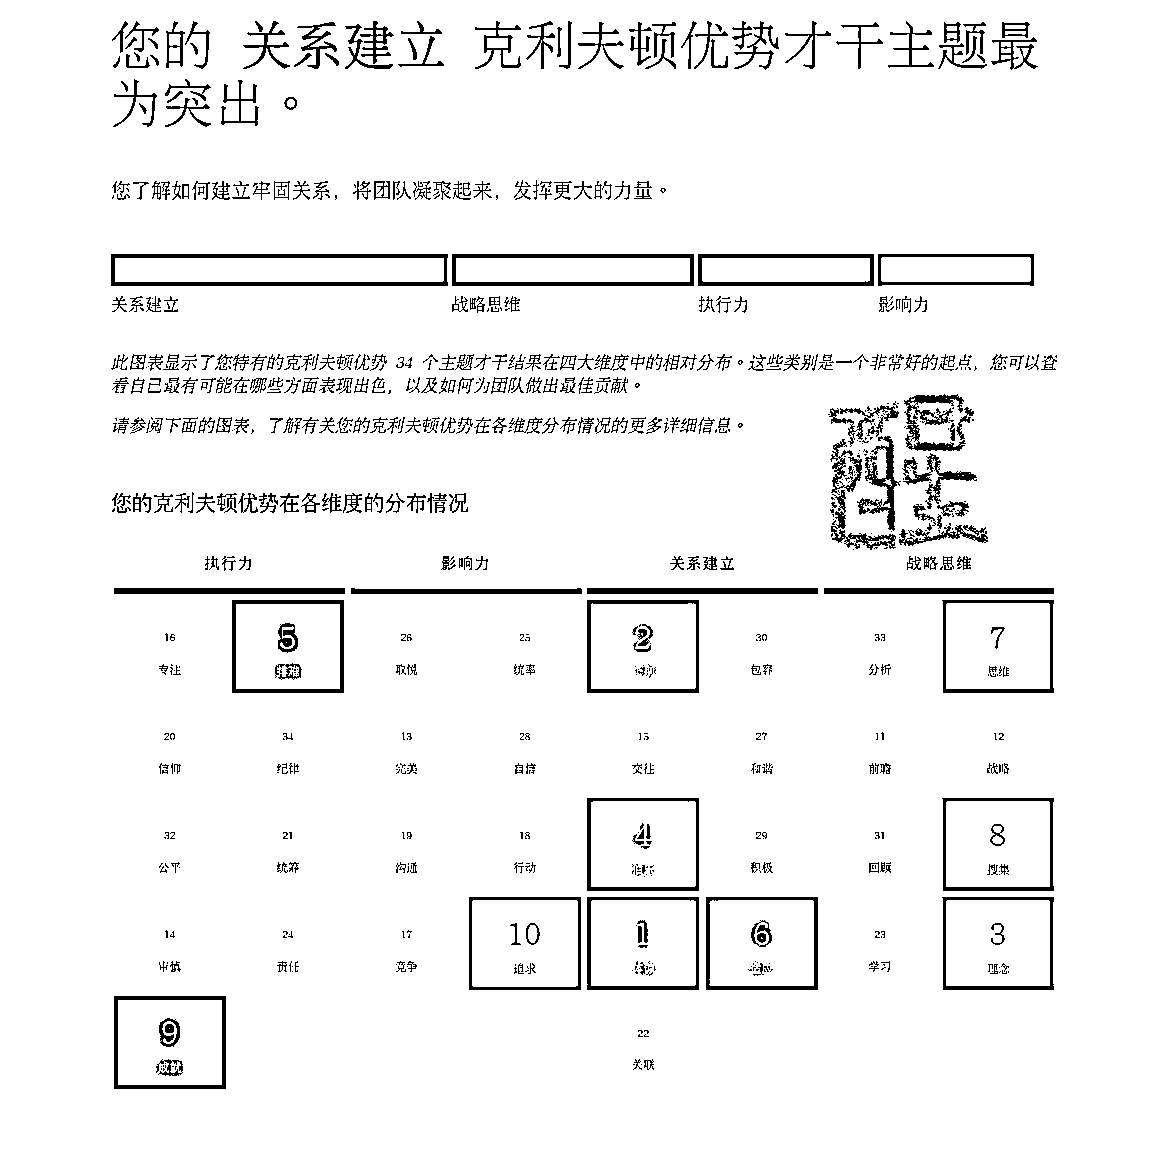 您的 关系建立 克利夫顿优势才干主题最
为突出。
您了解如何建立牢固关系，将团队凝聚起来，发挥更大的力量。
关系建立 战略思维 执行力 影响力
此图表显示了您特有的克利夫顿优势 34 个主题才干结果在四大维度中的相对分布。这些类别是一个非常好的起点，您可以查
看自己最有可能在哪些方面表现出色，以及如何为团队做出最佳贡献。
请参阅下面的图表，了解有关您的克利夫顿优势在各维度分布情况的更多详细信息。
醒
您的克利夫顿优势在各维度的分布情况
执行力 影响力 关系建立 战略思维
16 5 26 25 2 30 33 7
专注 排难 取悦 统率 包容 分析 思维
20 34 13 28 15 27 11 12
信仰 纪律 完美 自信 交往 和谐 前瞻 战略
32 21 19 18 4 29 31 8
公平 统筹 沟通 行动 积极 回顾 搜集
14 24 17 10 1 6 23 3
审慎 责任 竞争 追求 学习 理念
9 22
成就 关联